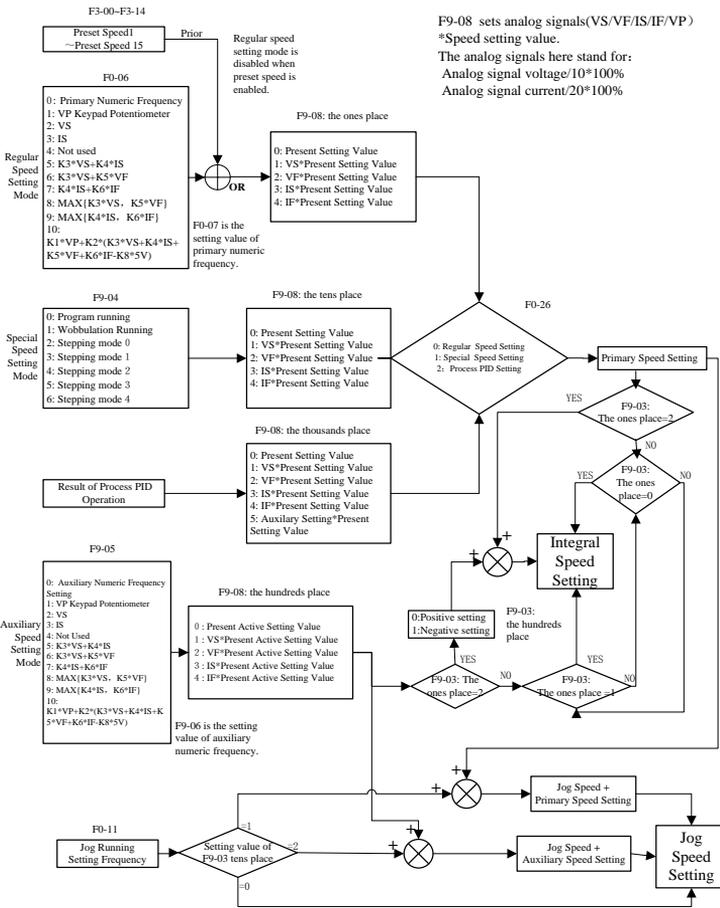 F3-00~F3-14
Preset Speed1
～Preset Speed 15
Prior
Regular speed
setting mode is
disabled when
preset speed is
enabled.
F9-08 sets analog signals(VS/VF/IS/IF/VP）
*Speed setting value.
The analog signals here stand for:
Analog signal voltage/10*100%
Analog signal current/20*100%
F0-06
Regular
Speed
Setting
Mode
0: Primary Numeric Frequency
1: VP Keypad Potentiometer
2: VS
3: IS
4: Not used
5: K3*VS+K4*IS
6: K3*VS+K5*VF
7: K4*IS+K6*IF
8: MAX{K3*VS，K5*VF}
9: MAX{K4*IS，K6*IF}
10:
K1*VP+K2*(K3*VS+K4*IS+
K5*VF+K6*IF-K8*5V)
OR
F0-07 is the
setting value of
primary numeric
frequency.
F9-08: the ones place
0: Present Setting Value
1: VS*Present Setting Value
2: VF*Present Setting Value
3: IS*Present Setting Value
4: IF*Present Setting Value
F9-04
Special
Speed
Setting
Mode
0: Program running
1: Wobbulation Running
2: Stepping mode 0
3: Stepping mode 1
4: Stepping mode 2
5: Stepping mode 3
6: Stepping mode 4
F9-08: the tens place
0: Present Setting Value
1: VS*Present Setting Value
2: VF*Present Setting Value
3: IS*Present Setting Value
4: IF*Present Setting Value
F0-26
0: Regular Speed Setting
1: Special Speed Setting
2: Process PID Setting
Primary Speed Setting
YES
F9-03:
The ones place=2
NO
F9-08: the thousands place
0: Present Setting Value
1: VS*Present Setting Value
2: VF*Present Setting Value
3: IS*Present Setting Value
4: IF*Present Setting Value
5: Auxilary Setting*Present
Setting Value
Result of Process PID
Operation
YES
F9-03:
The ones
place=0
NO
+
+
Integral
Speed
Setting
F9-05
Auxiliary
Speed
Setting
Mode
0: Auxiliary Numeric Frequency
Setting
1: VP Keypad Potentiometer
2: VS
3: IS
4: Not Used
5: K3*VS+K4*IS
6: K3*VS+K5*VF
7: K4*IS+K6*IF
8: MAX{K3*VS，K5*VF}
9: MAX{K4*IS，K6*IF}
10:
K1*VP+K2*(K3*VS+K4*IS+K
5*VF+K6*IF-K8*5V)
F9-08: the hundreds place
0 : Present Active Setting Value
1 : VS*Present Active Setting Value
2 : VF*Present Active Setting Value
3 : IS*Present Active Setting Value
4 : IF*Present Active Setting Value
F9-06 is the setting
value of auxiliary
numeric frequency.
0:Positive setting
1:Negative setting
F9-03:
the hundreds
place
YES
F9-03: The
ones place=2
NO
YES
F9-03:
The ones place =1
NO
+
+
Jog Speed +
Primary Speed Setting
F0-11
Jog Running
Setting Frequency
=1
Setting value of
F9-03 tens place
=2
=0
+
+
Jog Speed +
Auxiliary Speed Setting
Jog
Speed
Setting